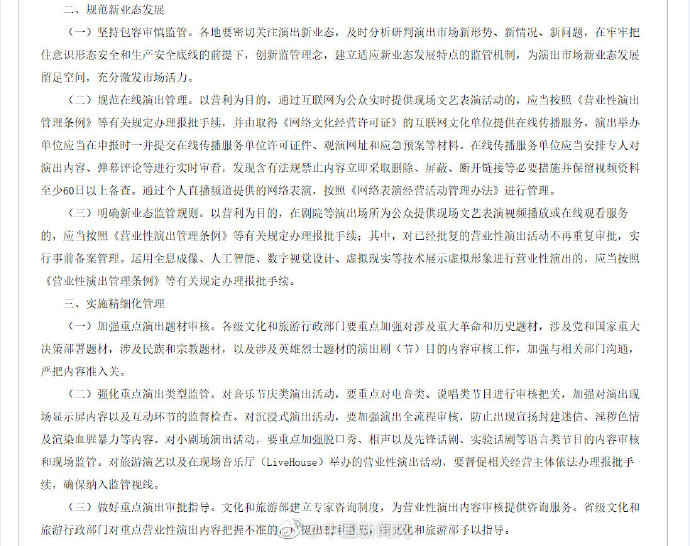 二、规范新业态发展
（一）坚持包容审慎监管。各地要密切关注演出新业态，及时分析研判演出市场新形势、新情况、新问题，在牢牢把
住意识形态安全和生产安全底线的前提下，创新监管理念，建立适应新业态发展特点的监管机制，为演出市场新业态发展
留足空间，充分激发市场活力。
（二）规范在线演出管理。以营利为目的，通过互联网为公众实时提供现场文艺表演活动的，应当按照《营业性演出
管理条例》等有关规定办理报批手续，并由取得《网络文化经营许可证》的互联网文化单位提供在线传播服务。演出举办
单位应当在申报时一并提交在线传播服务单位许可证件、观演网址和应急预案等材料。在线传播服务单位应当安排专人对
演出内容、弹幕评论等进行实时审看，发现含有法规禁止内容立即采取删除、屏蔽、断开链接等必要措施并保留视频资料
至少60日以上备查。通过个人直播频道提供的网络表演，按照《网络表演经营活动管理办法》进行管理。
（三）明确新业态监管规则。以营利为目的，在剧院等演出场所为公众提供现场文艺表演视频播放或在线观看服务
的，应当按照《营业性演出管理条例》等有关规定办理报批手续；其中，对已经批复的营业性演出活动不再重复审批，实
行事前备案管理。运用全息成像、人工智能、数字视觉设计、虚拟现实等技术展示虚拟形象进行营业性演出的，应当按照
《营业性演出管理条例》等有关规定办理报批手续。
三、实施精细化管理
（一）加强重点演出题材审核。各级文化和旅游行政部门要重点加强对涉及重大革命和历史题材，涉及党和国家重大
决策部署题材，涉及民族和宗教题材，以及涉及英雄烈士题材的演出剧（节）目的内容审核工作，加强与相关部门沟通，
严把内容准入关。
（二）强化重点演出类型监管。对音乐节庆类演出活动，要重点对电音类、说唱类节目进行审核把关，加强对演出现
场显示屏内容以及互动环节的监督检查。对沉浸式演出活动，要加强演出全流程审核，防止出现宣扬封建迷信、淫秽色情
及渲染血腥暴力等内容。对小剧场演出活动，要重点加强脱口秀、相声以及先锋话剧、实验话剧等语言类节目的内容审核
和现场监管。对旅游演艺以及在现场音乐厅（LiveHouse）举办的营业性演出活动，要督促相关经营主体依法办理报批手
续，确保纳入监管视线。
（三）做好重点演出审批指导。文化和旅游部建立专家咨询制度，为营业性演出内容审核提供咨询服务。省级文化和
旅游行政部门对重点营业性演出内容把握不准的，提出 文化和旅游部予以指导。
@中国新闻网